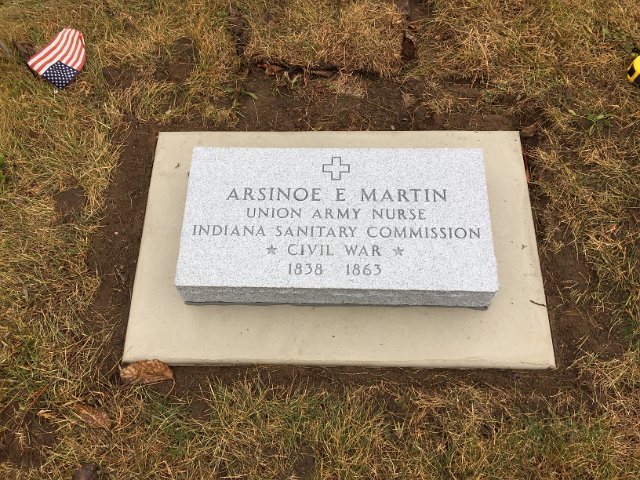 ARSINOE E MARTIN
UNION ARMY NURSE
INDIANA SANITARY COMMISSION
★ CIVIL WAR ★
1838 1863